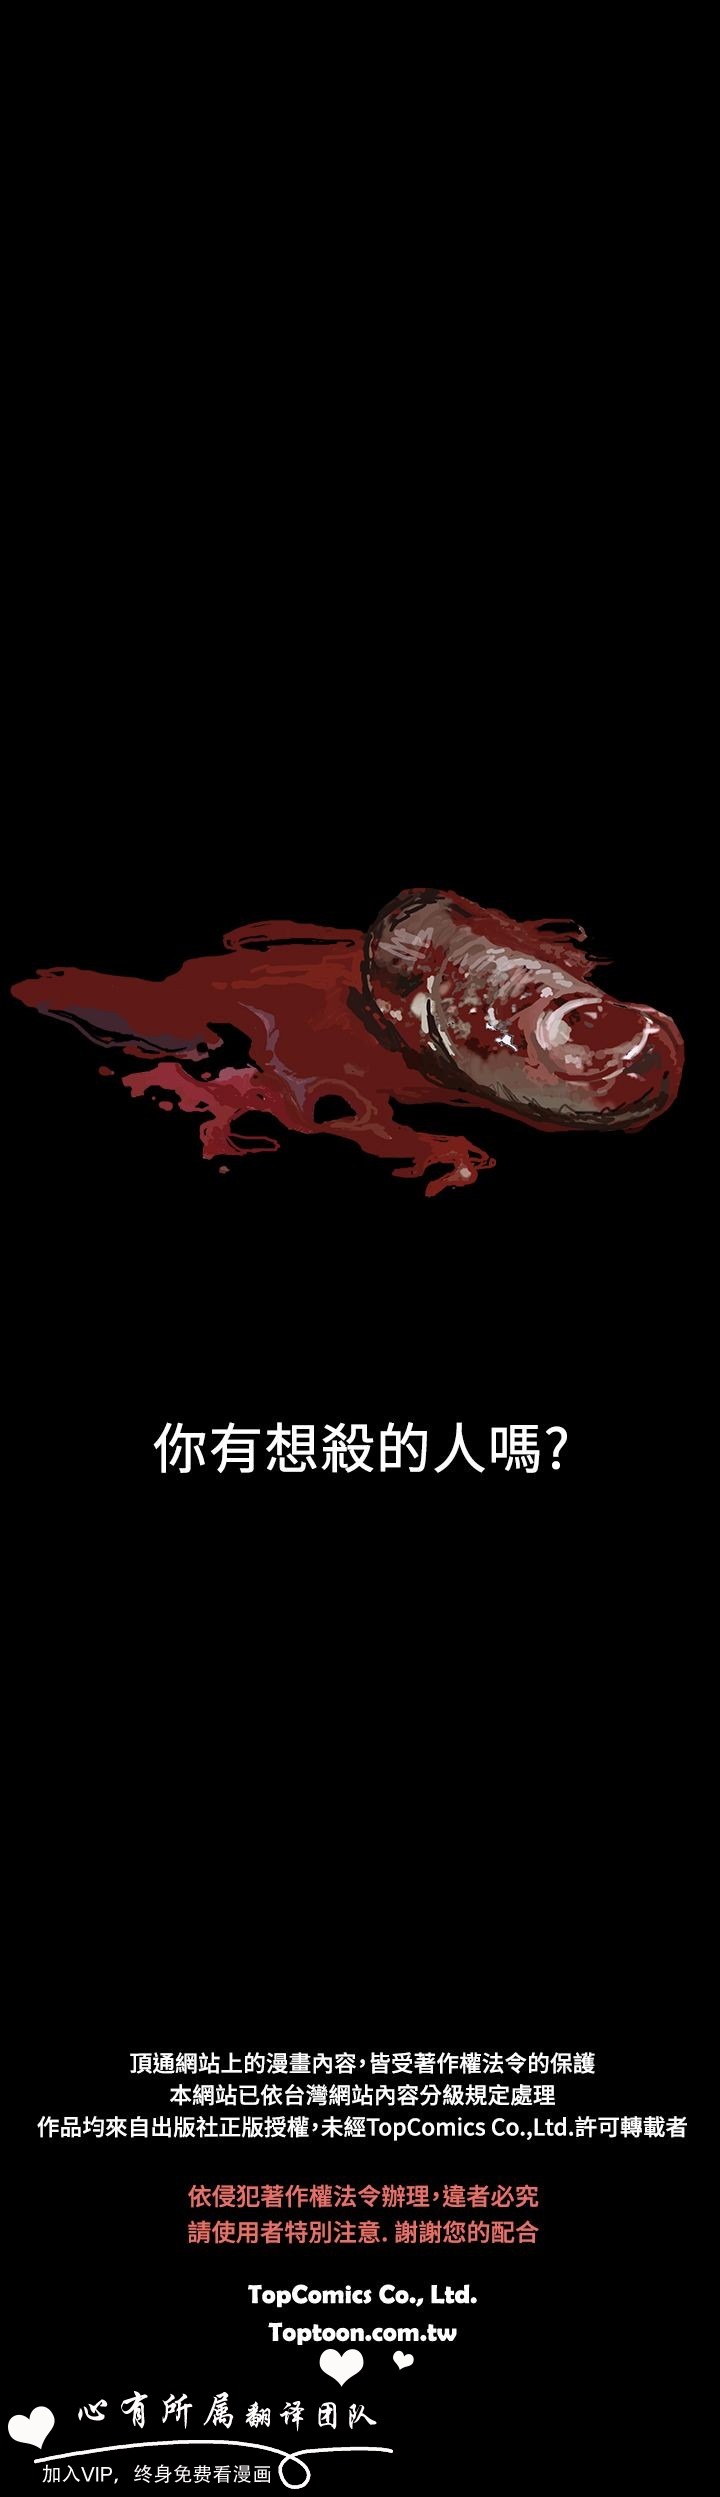 你有想殺的人嗎?
頂通網站上的漫畫內容，皆受著作權法令的保護
本網站已依台灣網站內容分級規定處理
作品均來自出版社正版授權，未經TopComics Co.,Ltd.許可轉載者
依侵犯著作權法令辦理，違者必究
請使用者特別注意. 謝謝您的配合
TopComics Co., Ltd.
Toptoon.com.tw
心有所属翻译团队
加入VIP，终身免费看漫画